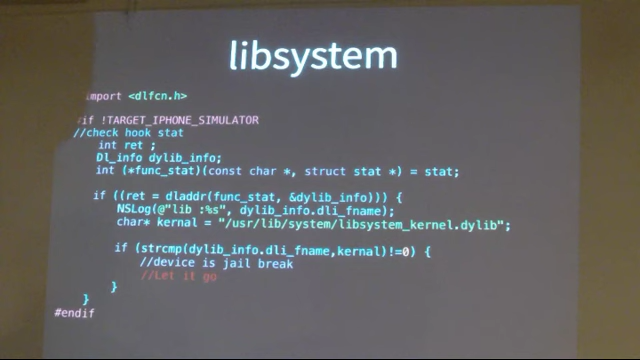 libsystem
import <dlfcn.h>
if !TARGET_IPHONE_SIMULATOR
//check hook stat
int ret ;
Dl_info dylib_info;
int (*func_stat)(const char *, struct stat *) = stat;
if ((ret = dladdr(func_stat, &dylib_info))) {
NSLog(@"lib :%s", dylib_info.dli_fname);
char* kernal = "/usr/lib/system/libsystem_kernel.dylib";
if (strcmp(dylib_info.dli_fname,kernal)!=0) {
//device is jail break
//Let it go
}
}
#endif